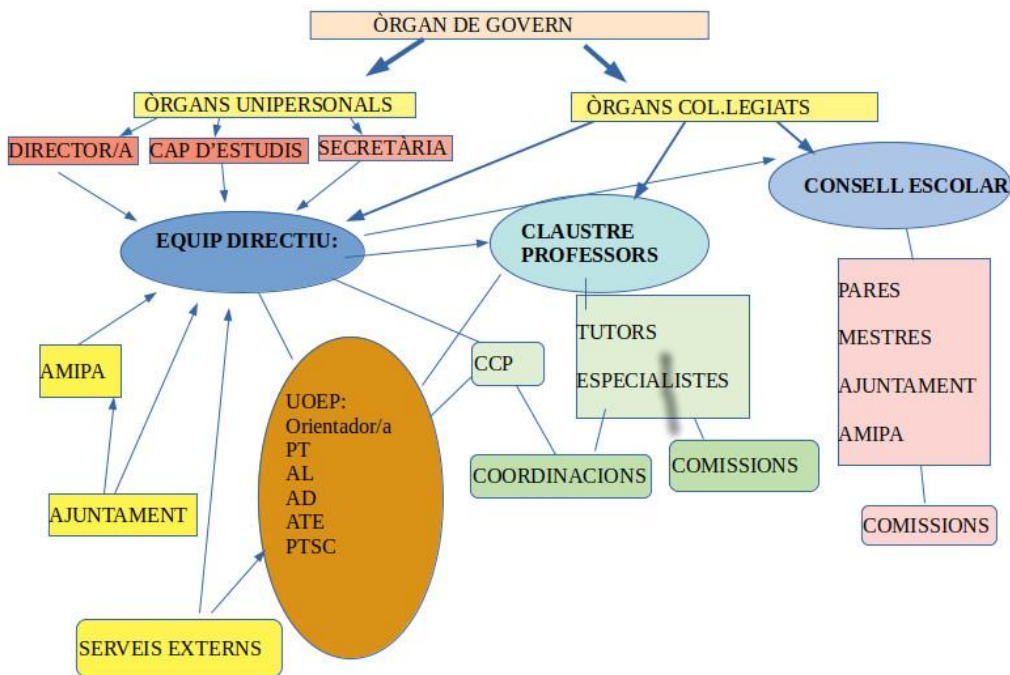 ÒRGAN DE GOVERN
ÒRGANS UNIPERSONALS
ÒRGANS COL.LEGIATS
DIRECTOR/A
CAP D'ESTUDIS
SECRETÀRIA
CONSELL ESCOLAR
EQUIP DIRECTIU:
CLAUSTRE
PROFESSORS
PARES
MESTRES
AJUNTAMENT
AMIPA
TUTORS
ESPECIALISTES
CCP
AMIPA
UOEP:
Orientador/a
PT
AL
AD
ATE
PTSC
COORDINACIONS
COMISSIONS
COMISSIONS
AJUNTAMENT
SERVEIS EXTERNS